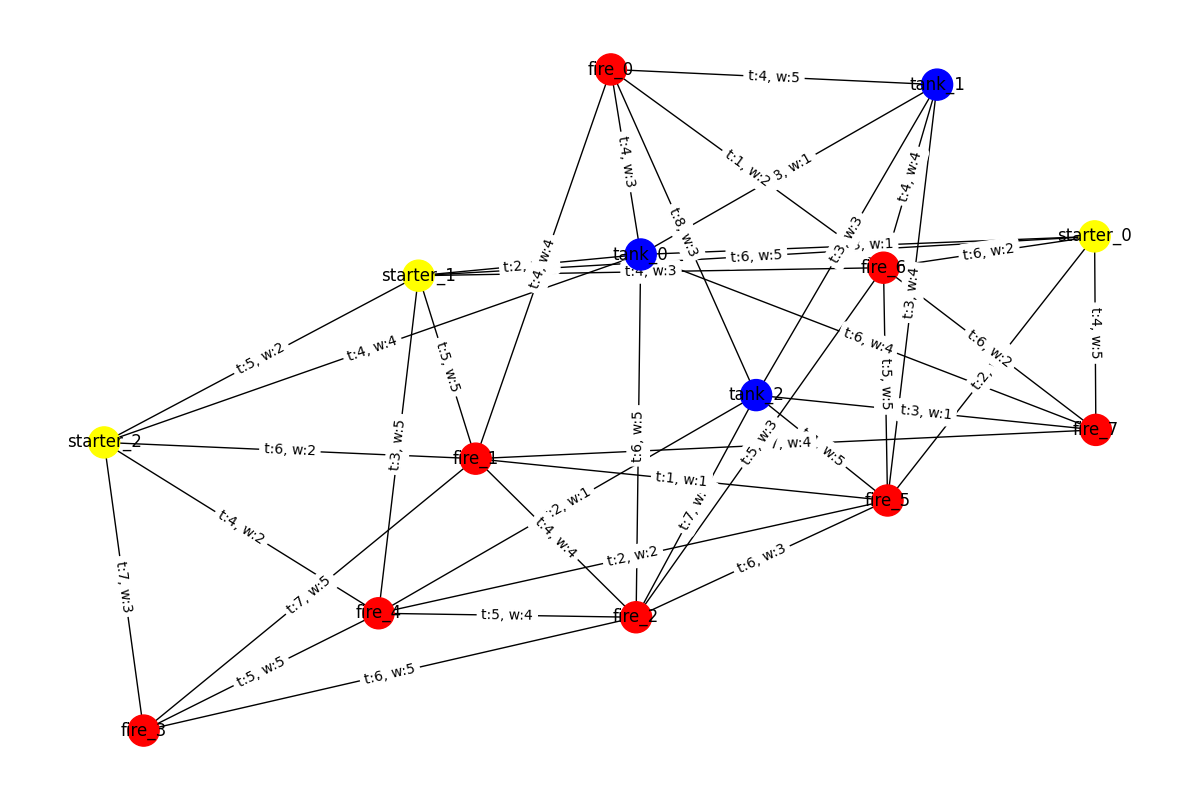 fire_0
t:4, w:5
tank_1
t:4, w:3
t:1, w:2
3, w:1
t:4, w:4
starter_0
t:8, w:3
t:3, w:3
t:4, w:4
tank_0
t:6, w:5
w:1
t:6, w:2
starter_1
t:2,
t:4, w:3
fire_6
t:3, w:4
t:4, w:5
t:5, w:2
t:4, w:4
t:6, w:4
t:6, w:2
t:5, w:5
t:5, w:5
t:2,
tank_2
t:3, w:1
fire_7
starter_2
t:6, w:2
t:3, w:5
fire_1
t:6, w:5
t:5, w:3
w:4
w:5
t:1, w:1
:2, w:1
t:7, w:
fire_5
t:4, w:2
t:4, w:4
t:2, w:2
t:6, w:3
t:7, w:3
t:7, w:5
fire_4
t:5, w:4
fire_2
t:5, w:5
t:6, w:5
fire_3